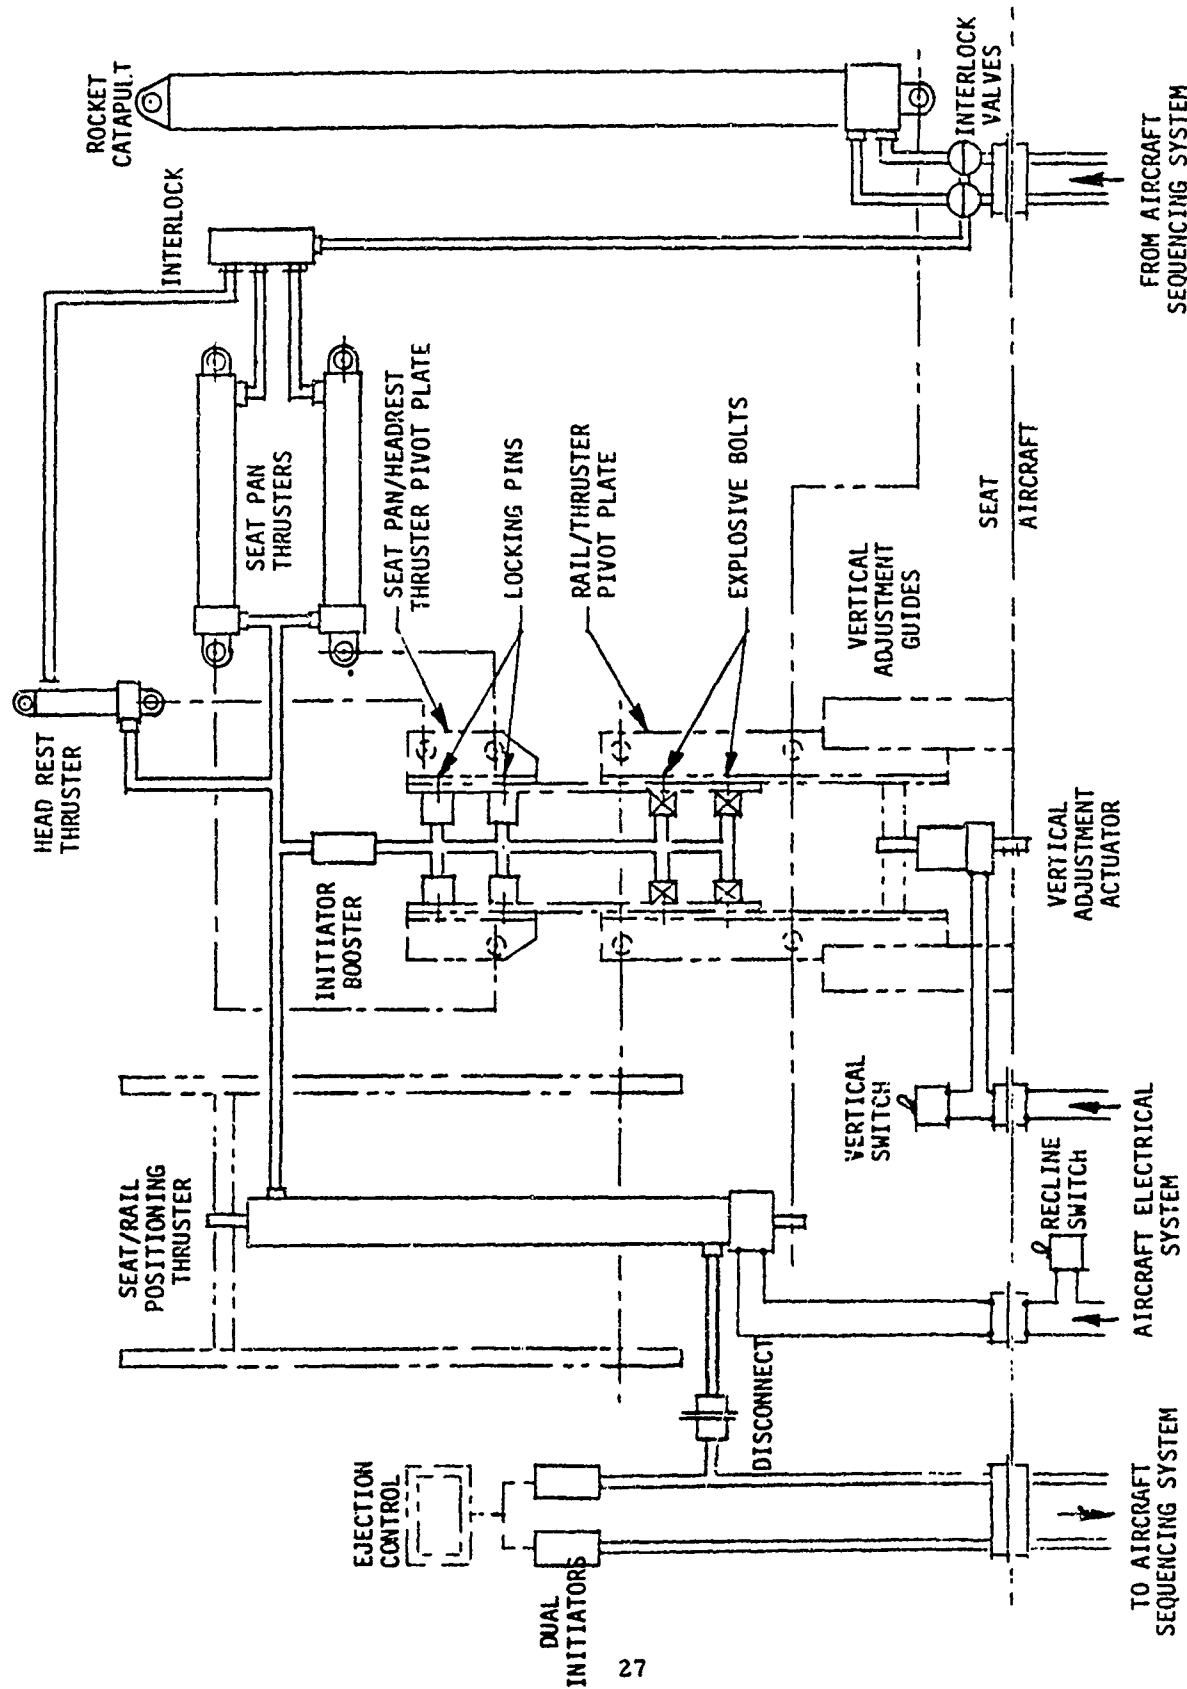 ROCKET
CATAPULT
INTERLOCK
INTERLOCK
VALVES
FROM AIRCRAFT
SEQUENCING SYSTEM
SEAT PAN
THRUSTERS
SEAT PAN/HEADREST
THRUSTER PIVOT PLATE
LOCKING PINS
RAIL/THRUSTER
PIVOT PLATE
EXPLOSIVE BOLTS
SEAT
AIRCRAFT
VERTICAL
ADJUSTMENT
GUIDES
HEAD REST
THRUSTER
INITIATOR
BOOSTER
VERTICAL
ADJUSTMENT
ACTUATOR
SEAT/RAIL
POSITIONING
THRUSTER
VERTICAL
SWITCH
RECLINE
SWITCH
AIRCRAFT ELECTRICAL
SYSTEM
DISCONNECT
EJECTION
CONTROL
DUAL
INITIATORS
TO AIRCRAFT
SEQUENCING SYSTEM
27